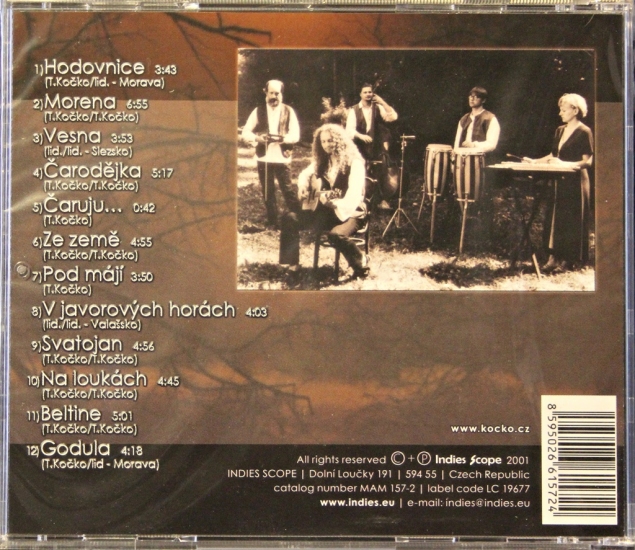 1)Hodovnice 3:43
(T.Kočko/lid. - Morava)
2)Morena 6:55
(T.Kočko/T.Kočko)
3)Vesna 3:53
(lid./lid. - Slezsko)
4)Čarodějka 5:17
(T.Kočko/T.Kočko)
5)Čaruju... 0:42
(T.Kočko)
6)Ze země 4:55
(T.Kočko/T.Kočko)
7)Pod májí 3:50
(T.Kočko)
8)V javorových horách 4:03
(lid./lid. - Valašsko)
9)Svatojan 4:56
(T.Kočko/T.Kočko)
10)Na loukách 4:45
(T.Kočko/T.Kočko)
11)Beltine 5:01
(T.Kočko/T.Kočko)
12)Godula 4:18
(T.Kočko/lid - Morava)
www.kocko.cz
All rights reserved Ⓒ+Ⓟ Indies Scope 2001
INDIES SCOPE | Dolní Loučky 191 | 594 55 | Czech Republic
catalog number MAM 157-2 | label code LC 19677
www.indies.eu | e-mail: indies@indies.eu
8 595026 615724